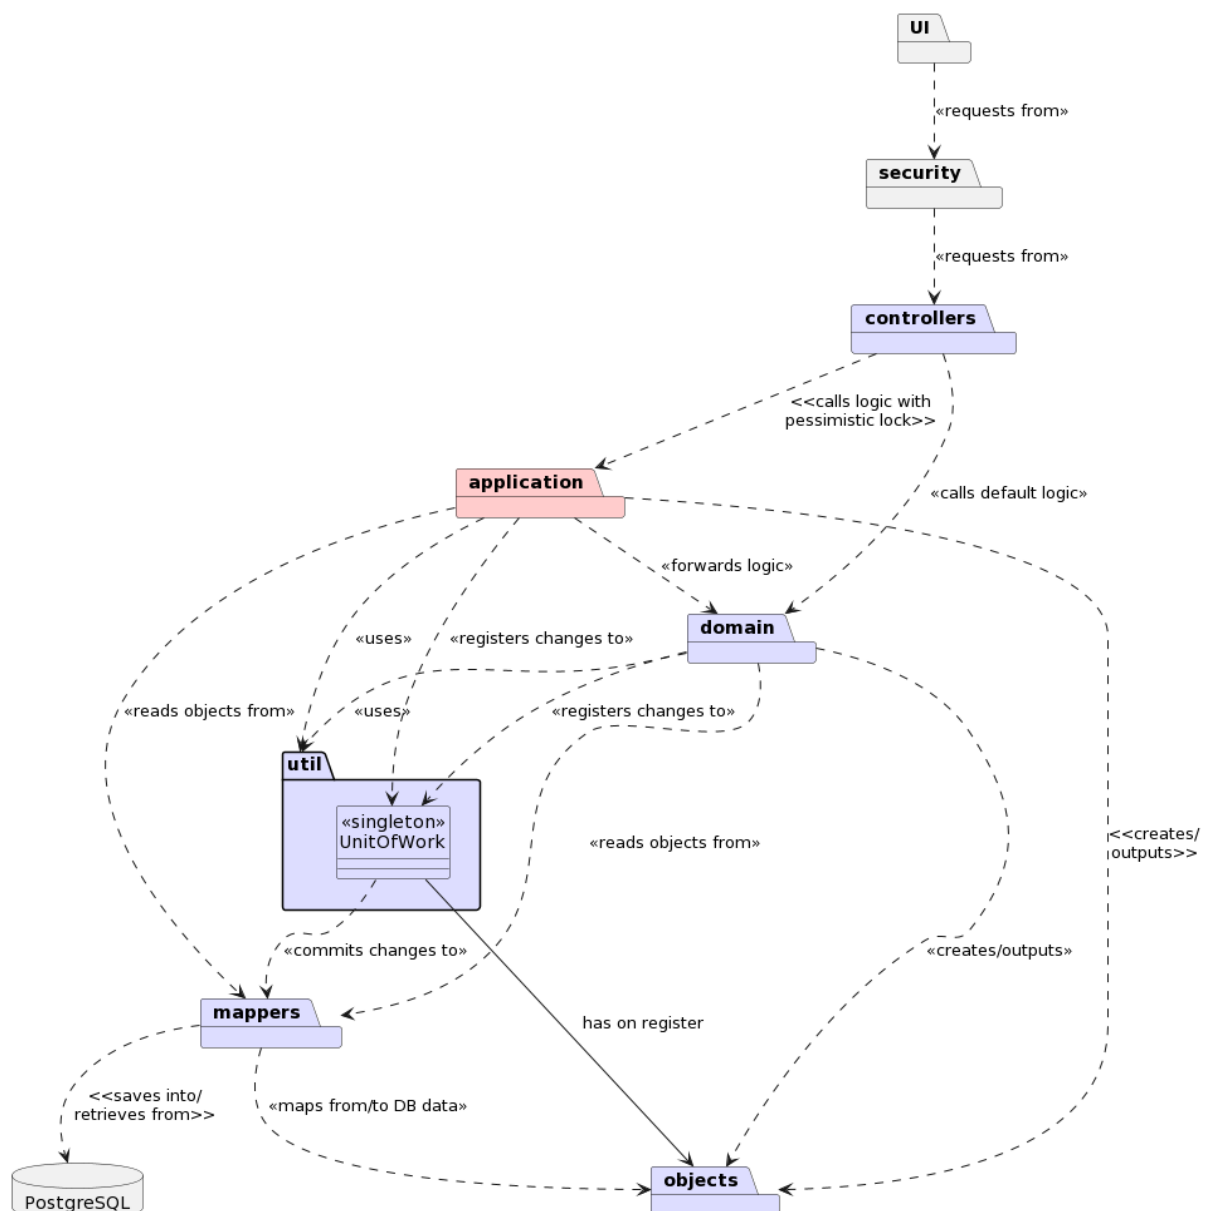 UI
«requests from»
security
«requests from»
controllers
<<calls logic with
pessimistic lock>>
application
«calls default logic»
«forwards logic»
domain
«uses»
«registers changes to»
«reads objects from»
«uses»
«registers changes to»
util
«singleton»
UnitOfWork
«reads objects from»
<<creates/
outputs>>
«commits changes to»
«creates/outputs»
mappers
has on register
<<saves into/
retrieves from>>
«maps from/to DB data»
objects
PostgreSQL